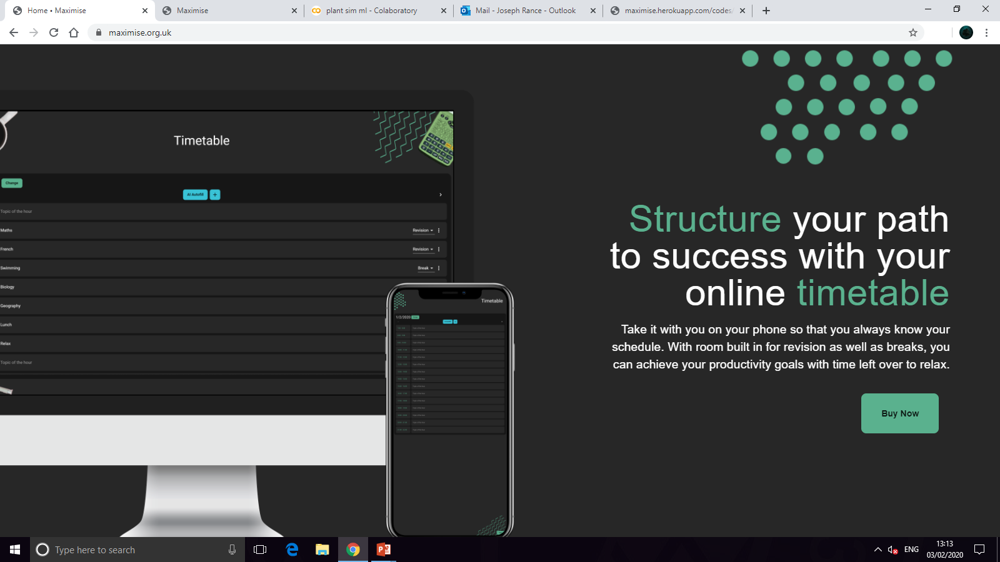 Home • Maximise
Maximise
plant sim ml - Colaboratory
Mail - Joseph Rance - Outlook
maximise.herokuapp.com/codes/
maximise.org.uk
Timetable
Change
AI Autofill +
Topic of the hour
Maths Revision
French Revision
Swimming Break
Biology
Geography
Lunch
Relax
Topic of the hour
Timetable
1/2/2020
Structure your path
to success with your
online timetable
Take it with you on your phone so that you always know your
schedule. With room built in for revision as well as breaks, you
can achieve your productivity goals with time left over to relax.
Buy Now
Type here to search
ENG
13:13
03/02/2020